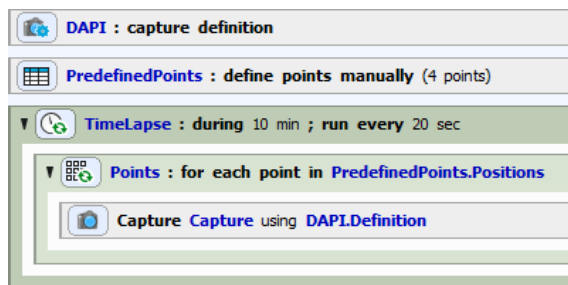 DAPI : capture definition
PredefinedPoints : define points manually (4 points)
TimeLapse : during 10 min ; run every 20 sec
Points : for each point in PredefinedPoints.Positions
Capture Capture using DAPI.Definition